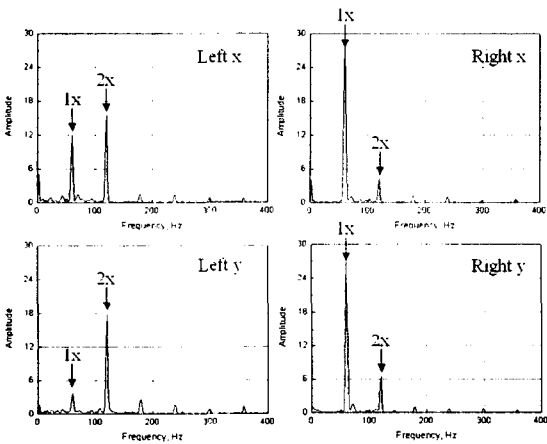 1x
30
24
18
12
6
0
Amplitude
Left x
1x
2x
0
100
200
300
400
Frequency, Hz
30
24
18
12
6
0
Amplitude
Right x
2x
0
100
200
300
400
Frequency, Hz
1x
30
24
18
12
6
0
Amplitude
Left y
2x
1x
0
100
200
300
400
Frequency, Hz
30
24
18
12
6
0
Amplitude
Right y
2x
0
100
200
300
400
Frequency, Hz